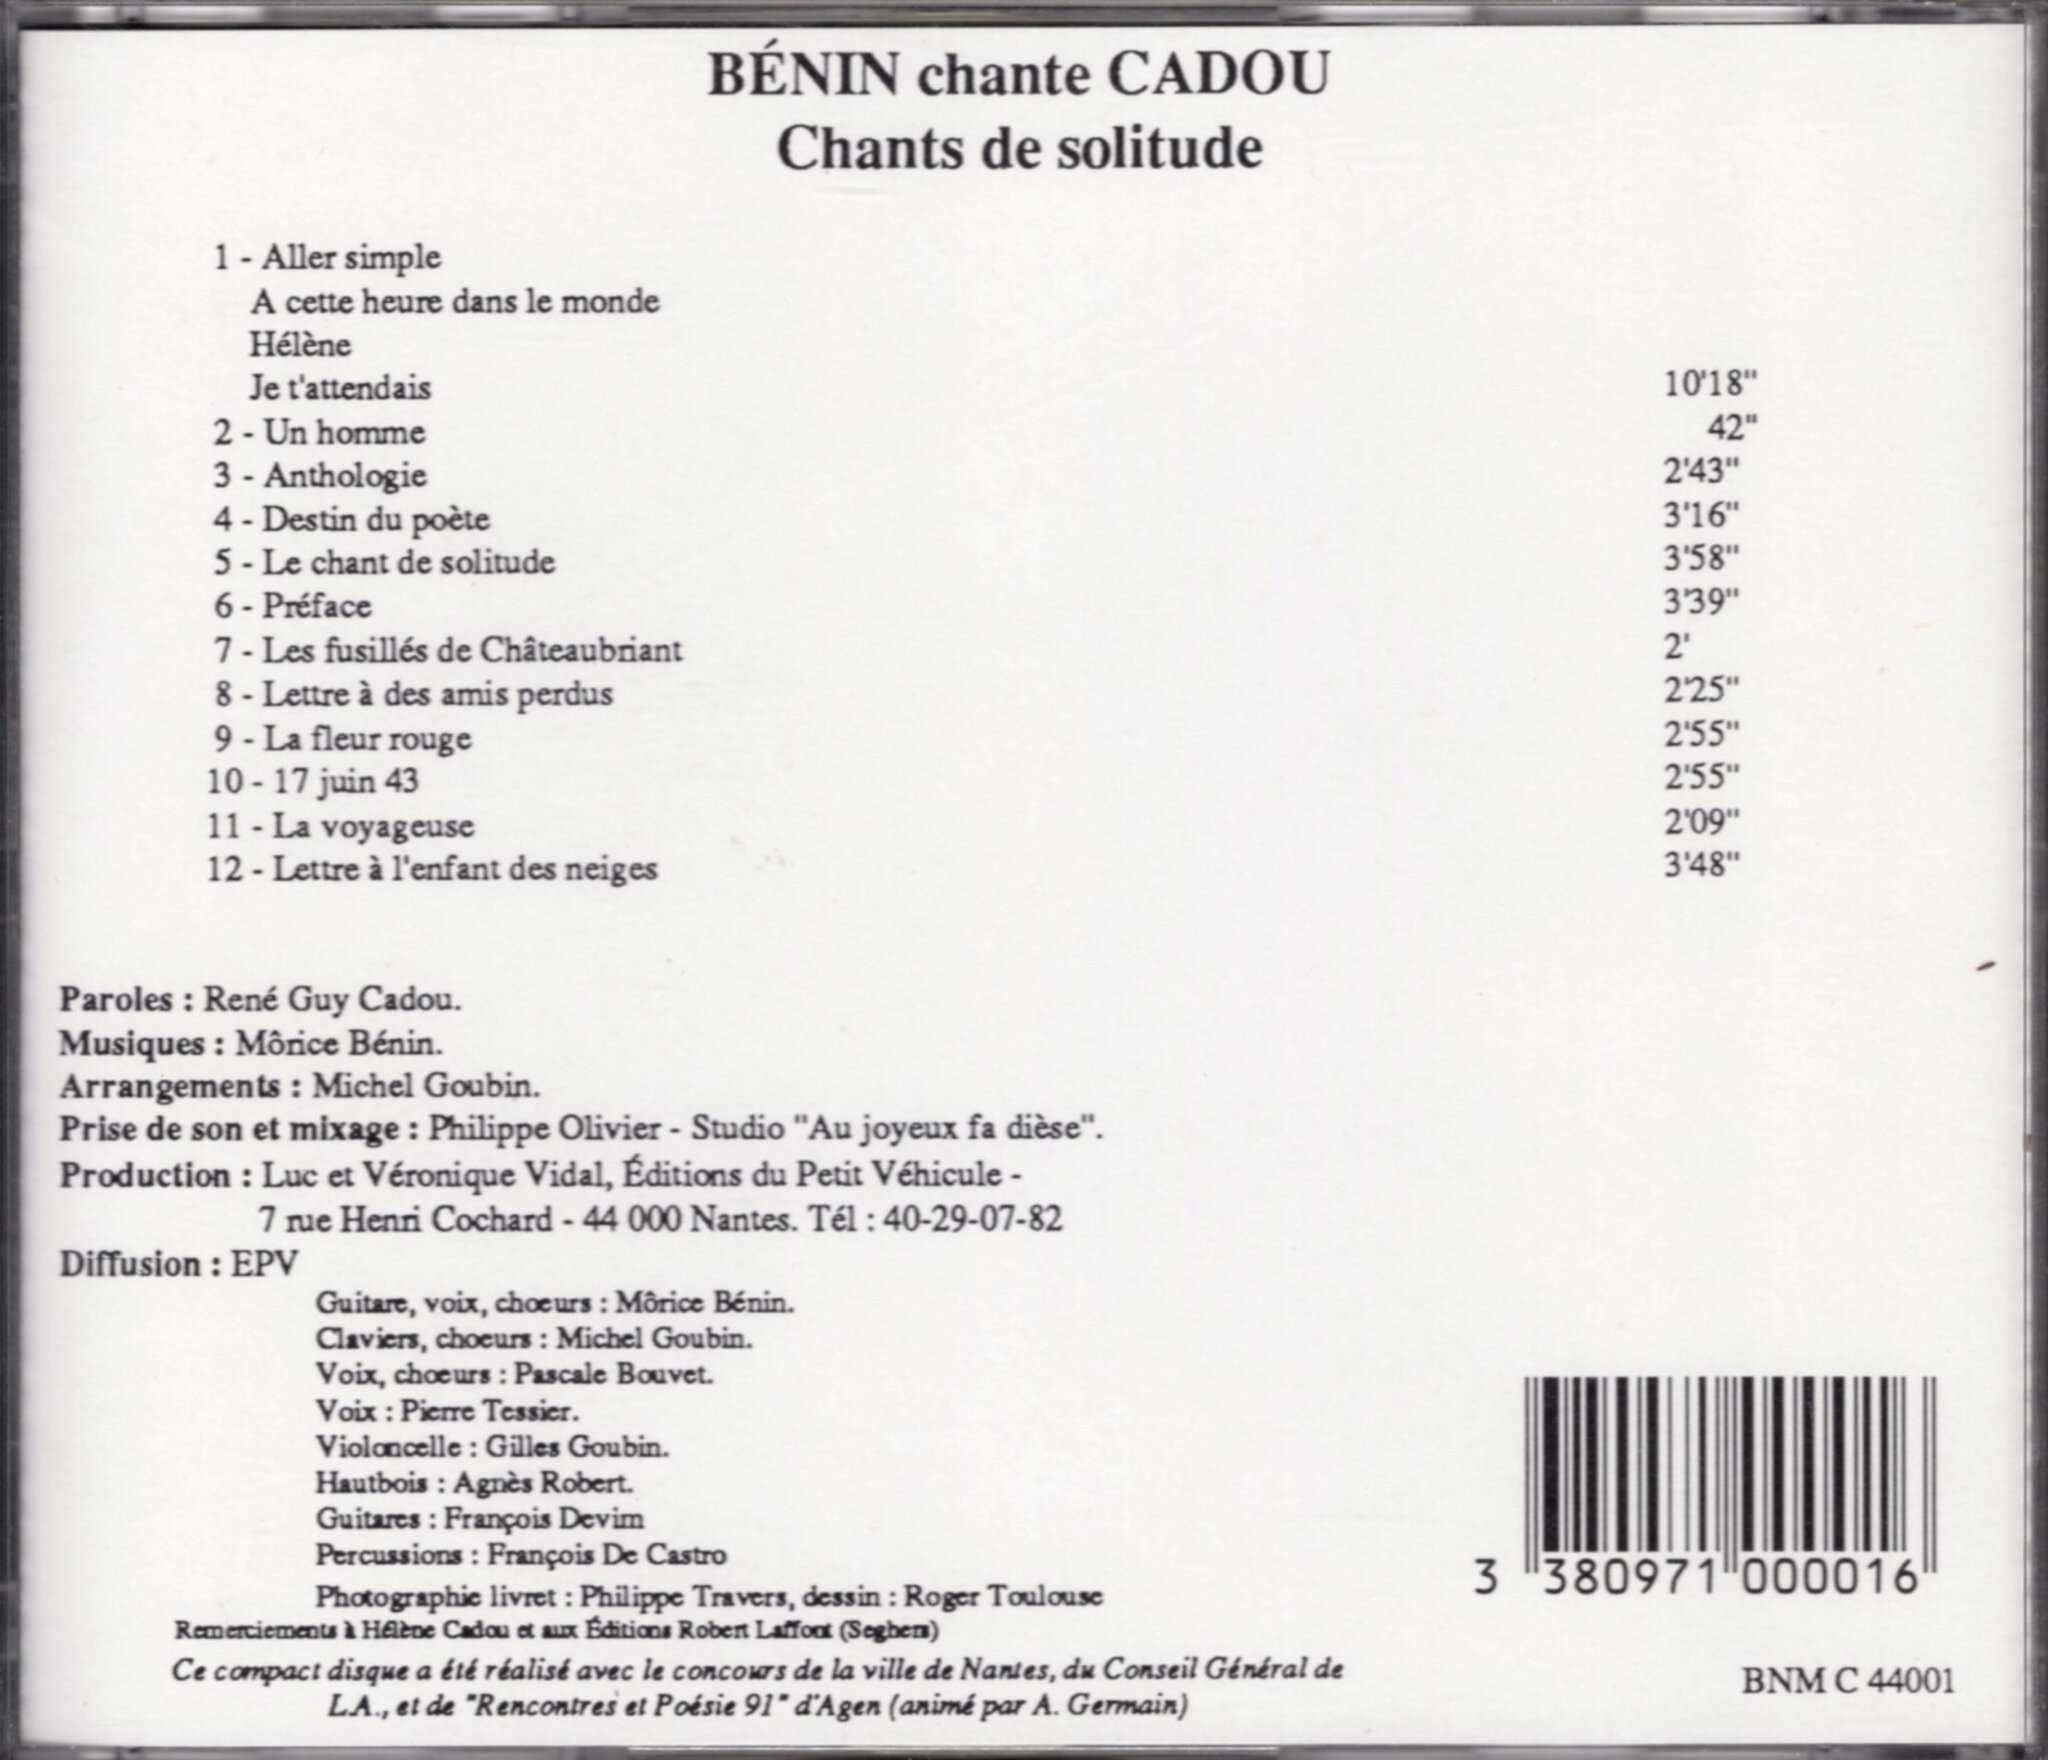 BÉNIN chante CADOU
Chants de solitude
1 - Aller simple
A cette heure dans le monde
Hélène
Je t'attendais 10'18"
2 - Un homme 42"
3 - Anthologie 2'43"
4 - Destin du poète 3'16"
5 - Le chant de solitude 3'58"
6 - Préface 3'39"
7 - Les fusillés de Châteaubriant 2'
8 - Lettre à des amis perdus 2'25"
9 - La fleur rouge 2'55"
10 - 17 juin 43 2'55"
11 - La voyageuse 2'09"
12 - Lettre à l'enfant des neiges 3'48"
Paroles : René Guy Cadou.
Musiques : Môrice Bénin.
Arrangements : Michel Goubin.
Prise de son et mixage : Philippe Olivier - Studio "Au joyeux fa dièse".
Production : Luc et Véronique Vidal, Éditions du Petit Véhicule -
7 rue Henri Cochard - 44 000 Nantes. Tél : 40-29-07-82
Diffusion : EPV
Guitare, voix, chœurs : Môrice Bénin.
Claviers, choeurs : Michel Goubin.
Voix, chœurs : Pascale Bouvet.
Voix : Pierre Tessier.
Violoncelle : Gilles Goubin.
Hautbois : Agnès Robert.
Guitares : François Devim
Percussions : François De Castro
Photographie livret : Philippe Travers, dessin : Roger Toulouse
Remerciements à Hélène Cadou et aux Éditions Robert Laffont (Seghers)
Ce compact disque a été réalisé avec le concours de la ville de Nantes, du Conseil Général de
L.A., et de "Rencontres et Poésie 91" d'Agen (animé par A. Germain)
3 380971 000016
BNM C 44001